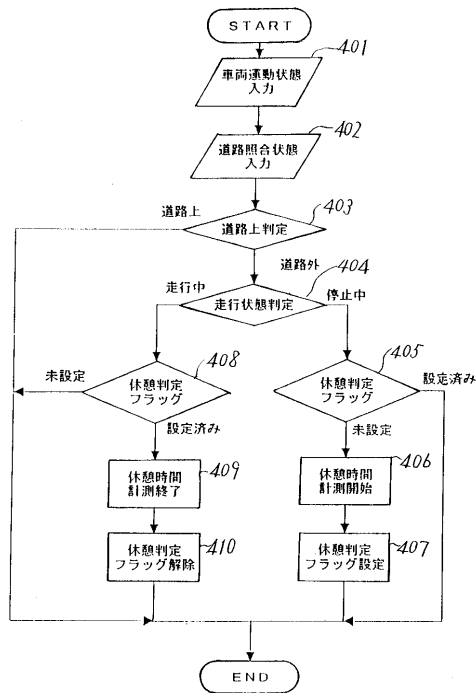 START
401
車両運動状態
入力
402
道路照合状態
入力
道路上
403
道路上判定
道路外
404
走行中
走行状態判定
停止中
408
405
未設定
休憩判定
フラッグ
休憩判定
フラッグ
設定済み
設定済み
未設定
409
406
休憩時間
計測終了
休憩時間
計測開始
410
407
休憩判定
フラッグ解除
休憩判定
フラッグ設定
END